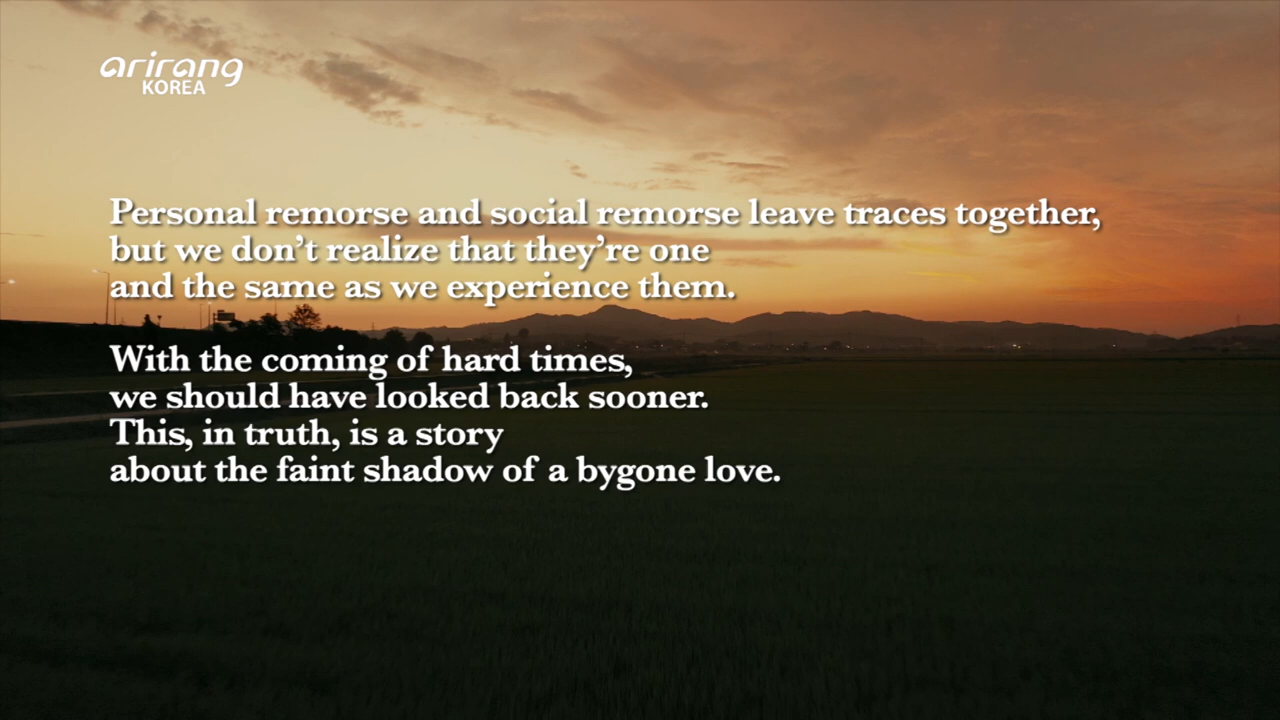 arirang
KOREA
Personal remorse and social remorse leave traces together,
but we don't realize that they're one
and the same as we experience them.
With the coming of hard times,
we should have looked back sooner.
This, in truth, is a story
about the faint shadow of a bygone love.